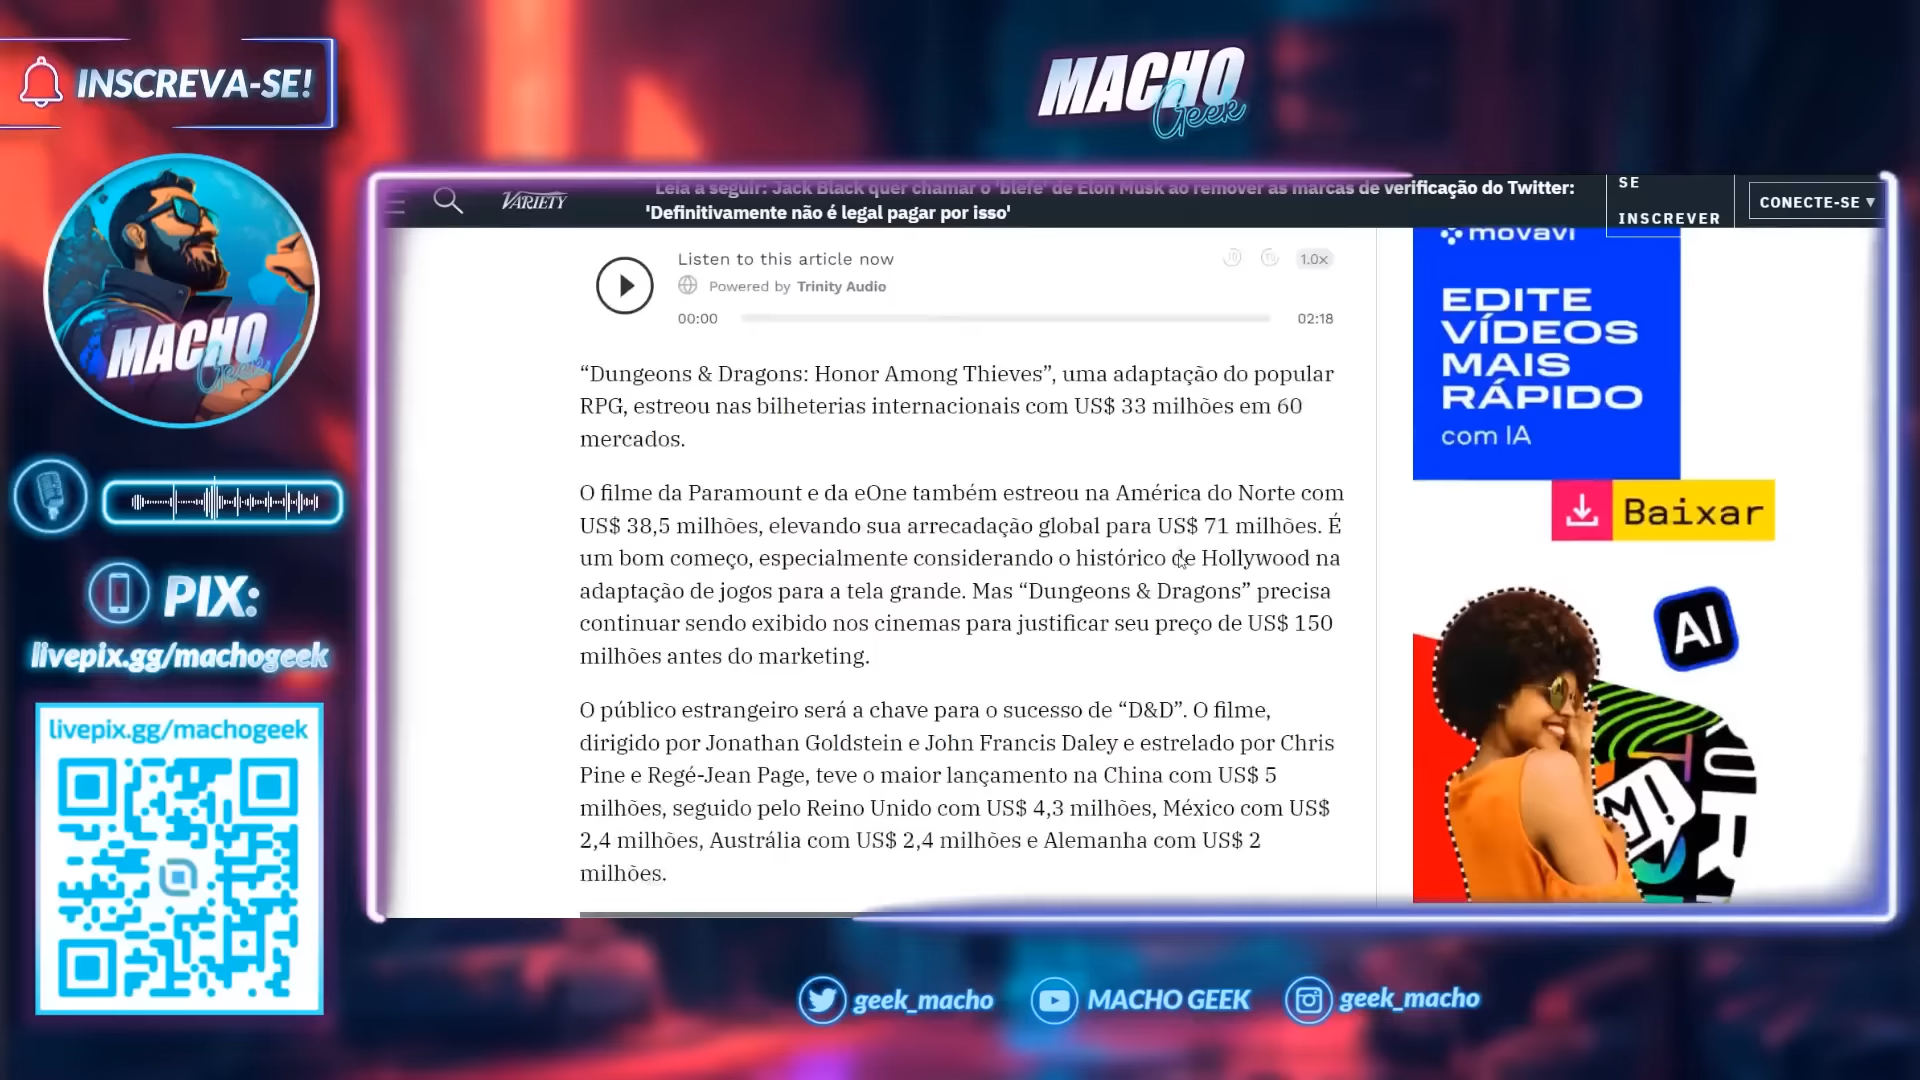 INSCREVA-SE!
MACHO
Geek
VARIETY
Leia a seguir: Jack Black quer chamar o 'blefe' de Elon Musk ao remover as marcas de verificação do Twitter:
'Definitivamente não é legal pagar por isso'
SE
INSCREVER
CONECTE-SE ▼
Listen to this article now
Powered by Trinity Audio
1.0x
00:00
02:18
“Dungeons & Dragons: Honor Among Thieves”, uma adaptação do popular
RPG, estreou nas bilheterias internacionais com US$ 33 milhões em 60
mercados.
O filme da Paramount e da eOne também estreou na América do Norte com
US$ 38,5 milhões, elevando sua arrecadação global para US$ 71 milhões. É
um bom começo, especialmente considerando o histórico de Hollywood na
adaptação de jogos para a tela grande. Mas “Dungeons & Dragons” precisa
continuar sendo exibido nos cinemas para justificar seu preço de US$ 150
milhões antes do marketing.
O público estrangeiro será a chave para o sucesso de “D&D”. O filme,
dirigido por Jonathan Goldstein e John Francis Daley e estrelado por Chris
Pine e Regé-Jean Page, teve o maior lançamento na China com US$ 5
milhões, seguido pelo Reino Unido com US$ 4,3 milhões, México com US$
2,4 milhões, Austrália com US$ 2,4 milhões e Alemanha com US$ 2
milhões.
movavi
EDITE
VÍDEOS
MAIS
RÁPIDO
com IA
Baixar
AI
MACHO
Geek
PIX:
livepix.gg/machogeek
livepix.gg/machogeek
geek_macho
MACHO GEEK
geek_macho